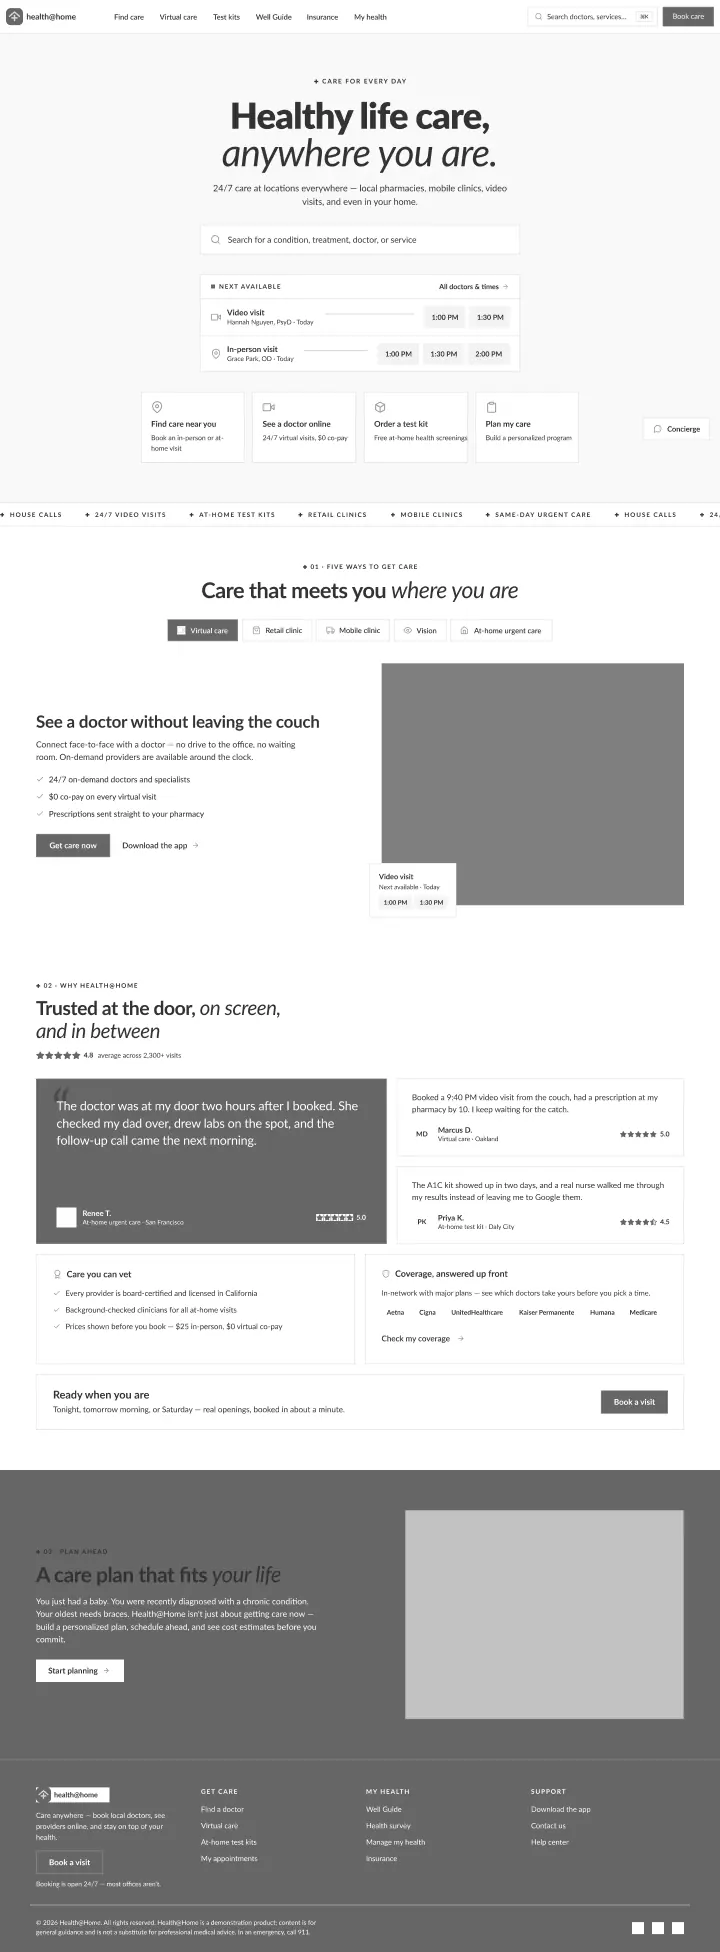 health@home
Find care
Virtual care
Test kits
Well Guide
Insurance
My health
Search doctors, services...
⌘K
Book care
CARE FOR EVERY DAY
Healthy life care,
anywhere you are.
24/7 care at locations everywhere — local pharmacies, mobile clinics, video
visits, and even in your home.
Search for a condition, treatment, doctor, or service
NEXT AVAILABLE
All doctors & times →
Video visit
Hannah Nguyen, PsyD · Today
1:00 PM
1:30 PM
In-person visit
Grace Park, OD · Today
1:00 PM
1:30 PM
2:00 PM
Find care near you
Book an in-person or at-
home visit
See a doctor online
24/7 virtual visits, $0 co-pay
Order a test kit
Free at-home health screenings
Plan my care
Build a personalized program
Concierge
HOUSE CALLS
24/7 VIDEO VISITS
AT-HOME TEST KITS
RETAIL CLINICS
MOBILE CLINICS
SAME-DAY URGENT CARE
HOUSE CALLS
24/
01 · FIVE WAYS TO GET CARE
Care that meets you where you are
Virtual care
Retail clinic
Mobile clinic
Vision
At-home urgent care
See a doctor without leaving the couch
Connect face-to-face with a doctor — no drive to the office, no waiting
room. On-demand providers are available around the clock.
24/7 on-demand doctors and specialists
$0 co-pay on every virtual visit
Prescriptions sent straight to your pharmacy
Get care now
Download the app →
Video visit
Next available · Today
1:00 PM
1:30 PM
02 · WHY HEALTH@HOME
Trusted at the door, on screen,
and in between
4.8 average across 2,300+ visits
“
The doctor was at my door two hours after I booked. She
checked my dad over, drew labs on the spot, and the
follow-up call came the next morning.
Renee T.
At-home urgent care · San Francisco
5.0
Booked a 9:40 PM video visit from the couch, had a prescription at my
pharmacy by 10. I keep waiting for the catch.
MD
Marcus D.
Virtual care · Oakland
5.0
The A1C kit showed up in two days, and a real nurse walked me through
my results instead of leaving me to Google them.
PK
Priya K.
At-home test kit · Daly City
4.5
Care you can vet
Every provider is board-certified and licensed in California
Background-checked clinicians for all at-home visits
Prices shown before you book — $25 in-person, $0 virtual co-pay
Coverage, answered up front
In-network with major plans — see which doctors take yours before you pick a time.
Aetna
Cigna
UnitedHealthcare
Kaiser Permanente
Humana
Medicare
Check my coverage →
Ready when you are
Tonight, tomorrow morning, or Saturday — real openings, booked in about a minute.
Book a visit
03 · PLAN AHEAD
A care plan that fits your life
You just had a baby. You were recently diagnosed with a chronic condition.
Your oldest needs braces. Health@Home isn't just about getting care now —
build a personalized plan, schedule ahead, and see cost estimates before you
commit.
Start planning →
health@home
Care anywhere — book local doctors, see
providers online, and stay on top of your
health.
Book a visit
Booking is open 24/7 — most offices aren't.
GET CARE
Find a doctor
Virtual care
At-home test kits
My appointments
MY HEALTH
Well Guide
Health survey
Manage my health
Insurance
SUPPORT
Download the app
Contact us
Help center
© 2026 Health@Home. All rights reserved. Health@Home is a demonstration product; content is for
general guidance and is not a substitute for professional medical advice. In an emergency, call 911.